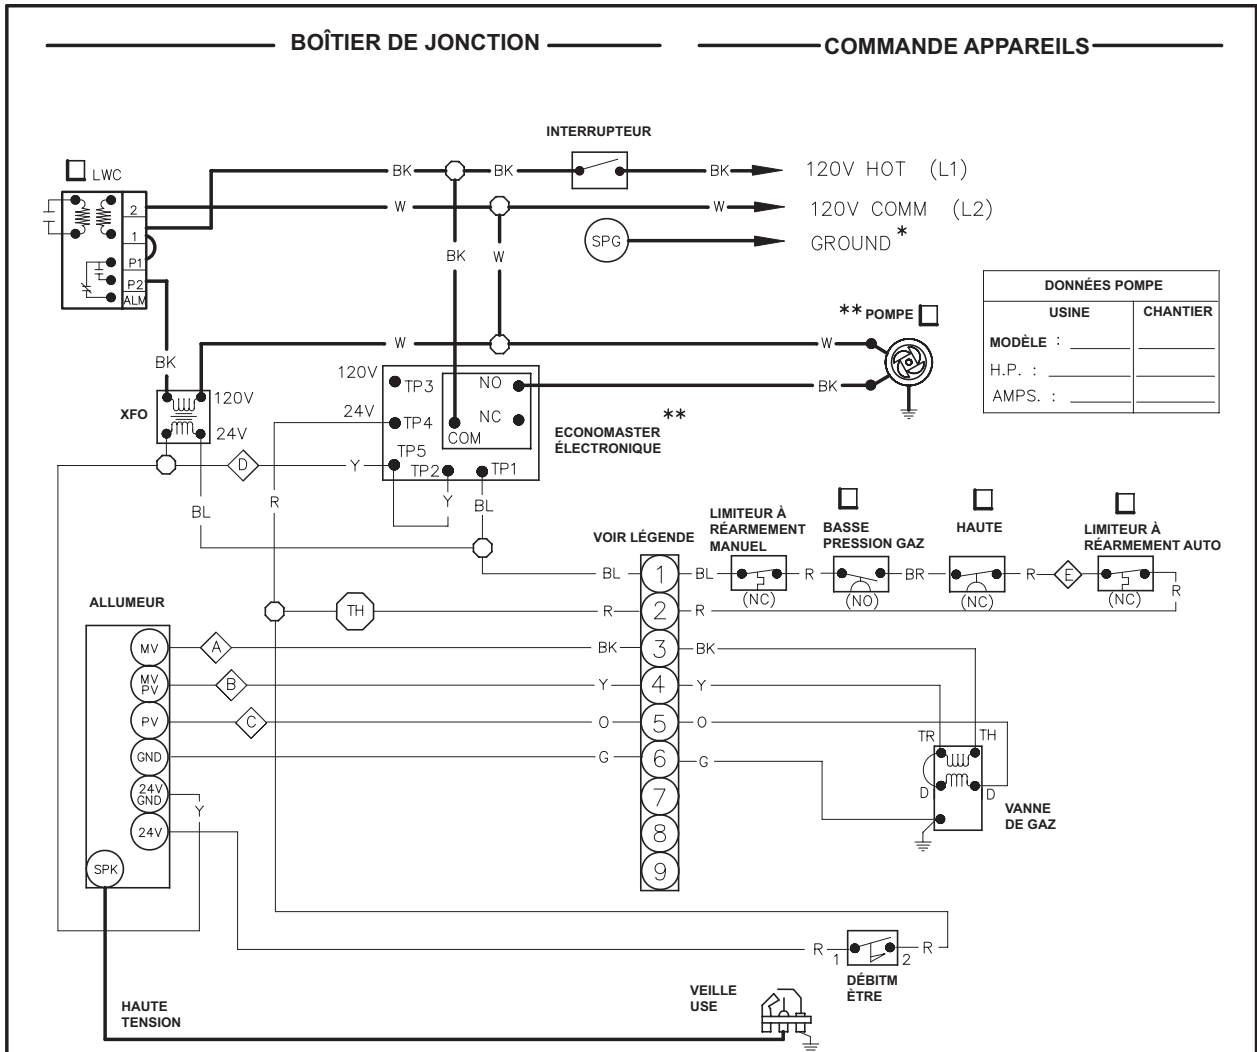 BOÎTIER DE JONCTION
COMMANDE APPAREILS
INTERRUPTEUR
LWC
BK BK BK 120V HOT (L1)
2
W W 120V COMM (L2)
1
SPG GROUND *
P1
BK W
P2
ALM
DONNÉES POMPE
USINE CHANTIER
MODÈLE :
H.P. :
AMPS. :
** POMPE
W W
BK
BK
XFO
120V
24V
120V TP3 NO
24V TP4 NC
COM
TP5
TP2 TP1
**
ECONOMASTER
ÉLECTRONIQUE
D Y
R
Y
BL
BL
VOIR LÉGENDE
LIMITEUR À
RÉARMEMENT
MANUEL
BASSE
PRESSION GAZ
HAUTE
LIMITEUR À
RÉARMEMENT AUTO
BL 1 BL R BR R E R
(NC) (NO) (NC) (NC)
TH R 2 R
ALLUMEUR
MV A BK 3 BK
MV
PV B Y 4 Y
PV C O 5 O
GND G 6 G
24V
GND Y
24V
SPK
7
8
9
TR TH
D D
VANNE
DE GAZ
R 1 2 R
DÉBITM
ÈTRE
VEILLE
USE
HAUTE
TENSION